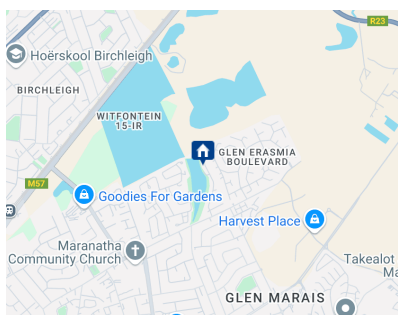 R23
Hoërskool Birchleigh
BIRCHLEIGH
WITFONTEIN
15-IR
GLEN ERASMIA
BOULEVARD
M57
Goodies For Gardens
Harvest Place
Maranatha
Community Church
Takealot
Ma
GLEN MARAIS